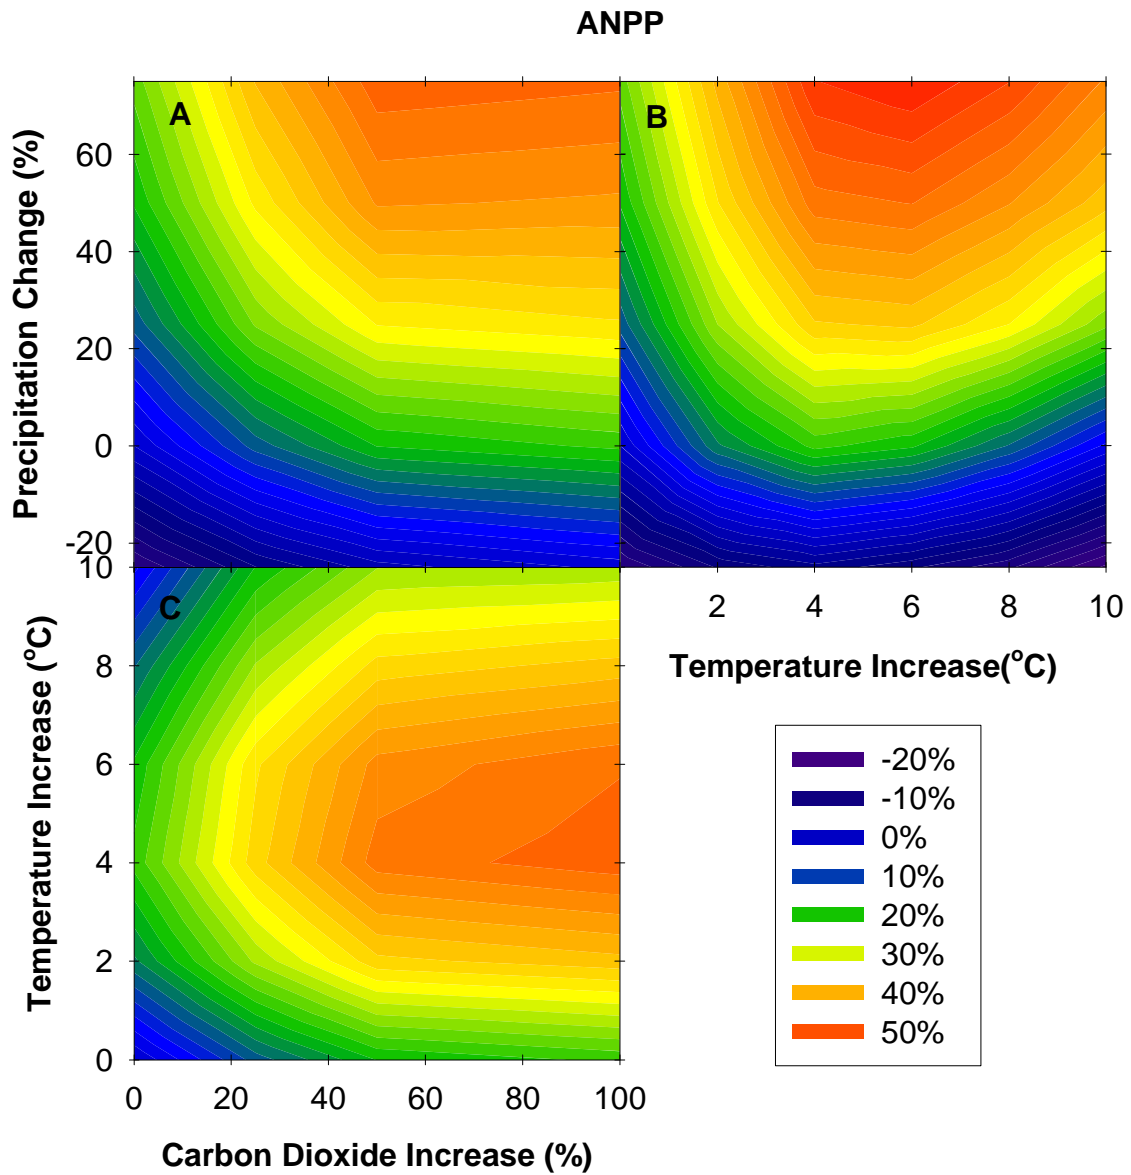 ANPP
A
B
Precipitation Change (%)
60
40
20
0
-20
10
C
8
6
4
2
0
Temperature Increase (oC)
0 20 40 60 80 100
Carbon Dioxide Increase (%)
2 4 6 8 10
Temperature Increase(oC)
-20%
-10%
0%
10%
20%
30%
40%
50%